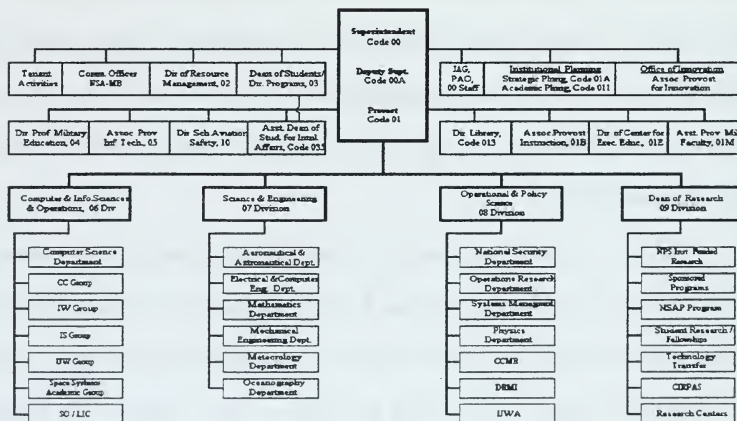 Superintendent
Code 00
Deputy Supt.
Code 00A
Provost
Code 01
Tenant
Activities
Comm. Officer
NSA-MB
Dir of Resource
Management, 02
Dean of Students/
Dir. Programs, 03
JAG,
PAO,
00 Staff
Institutional Planning
Strategic Plnng, Code 01A
Academic Plnng, Code 011
Office of Innovation
Assoc Provost
for Innovation
Dir Prof Military
Education, 04
Assoc Prov
Inf Tech., 05
Dir Sch Aviation
Safety, 10
Asst. Dean of
Stud. for Intnl
Affairs, Code 035
Dir Library,
Code 013
Assoc Provost
Instruction, 01B
Dir of Center for
Exec. Educ., 01E
Asst. Prov Mil
Faculty, 01M
Computer & Info.Sciences
& Operations, 06 Div
Science & Engineering
07 Division
Operational & Policy
Science
08 Division
Dean of Research
09 Division
Computer Science
Department
CC Group
IW Group
IS Group
UW Group
Space Systems
Academic Group
SO / LIC
Aeronautical &
Astronautical Dept.
Electrical &Computer
Eng. Dept.
Mathematics
Department
Mechanical
Engineering Dept.
Meteorology
Department
Oceanography
Department
National Security
Department
Operations Research
Department
Systems Managment
Department
Physics
Department
CCMR
DRMI
IJWA
NPS Inst. Funded
Research
Sponsored
Programs
NSAP Program
Student Research /
Fellowships
Technology
Transfer
CIRPAS
Research Centers